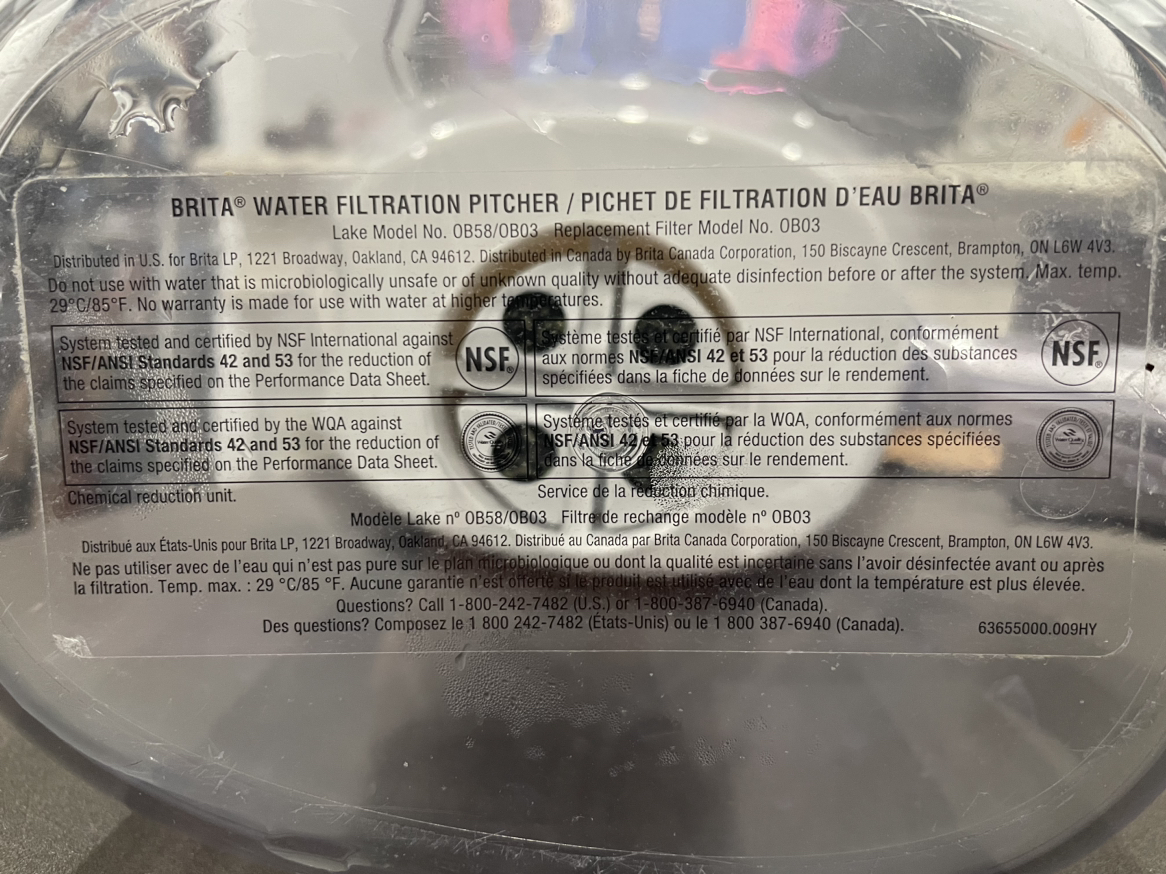 BRITA® WATER FILTRATION PITCHER / PICHET DE FILTRATION D'EAU BRITA®
Lake Model No. OB58/OB03 Replacement Filter Model No. OB03
Distributed in U.S. for Brita LP, 1221 Broadway, Oakland, CA 94612. Distributed in Canada by Brita Canada Corporation, 150 Biscayne Crescent, Brampton, ON L6W 4V3.
Do not use with water that is microbiologically unsafe or of unknown quality without adequate disinfection before or after the system. Max. temp.
29°C/85°F. No warranty is made for use with water at higher temperatures.
System tested and certified by NSF International against
NSF/ANSI Standards 42 and 53 for the reduction of
the claims specified on the Performance Data Sheet.
NSF®
Système testés et certifié par NSF International, conformément
aux normes NSF/ANSI 42 et 53 pour la réduction des substances
spécifiées dans la fiche de données sur le rendement.
NSF®
System tested and certified by the WQA against
NSF/ANSI Standards 42 and 53 for the reduction of
the claims specified on the Performance Data Sheet.
Système testés et certifié par la WQA, conformément aux normes
NSF/ANSI 42 et 53 pour la réduction des substances spécifiées
dans la fiche de données sur le rendement.
Water Quality
Chemical reduction unit.
Service de la réduction chimique.
Modèle Lake nº OB58/OB03 Filtre de rechange modèle nº OB03
Distribué aux États-Unis pour Brita LP, 1221 Broadway, Oakland, CA 94612. Distribué au Canada par Brita Canada Corporation, 150 Biscayne Crescent, Brampton, ON L6W 4V3.
Ne pas utiliser avec de l'eau qui n'est pas pure sur le plan microbiologique ou dont la qualité est incertaine sans l'avoir désinfectée avant ou après
la filtration. Temp. max. : 29 °C/85 °F. Aucune garantie n'est offerte si le produit est utilisé avec de l'eau dont la température est plus élevée.
Questions? Call 1-800-242-7482 (U.S.) or 1-800-387-6940 (Canada).
Des questions? Composez le 1 800 242-7482 (États-Unis) ou le 1 800 387-6940 (Canada).
63655000.009HY